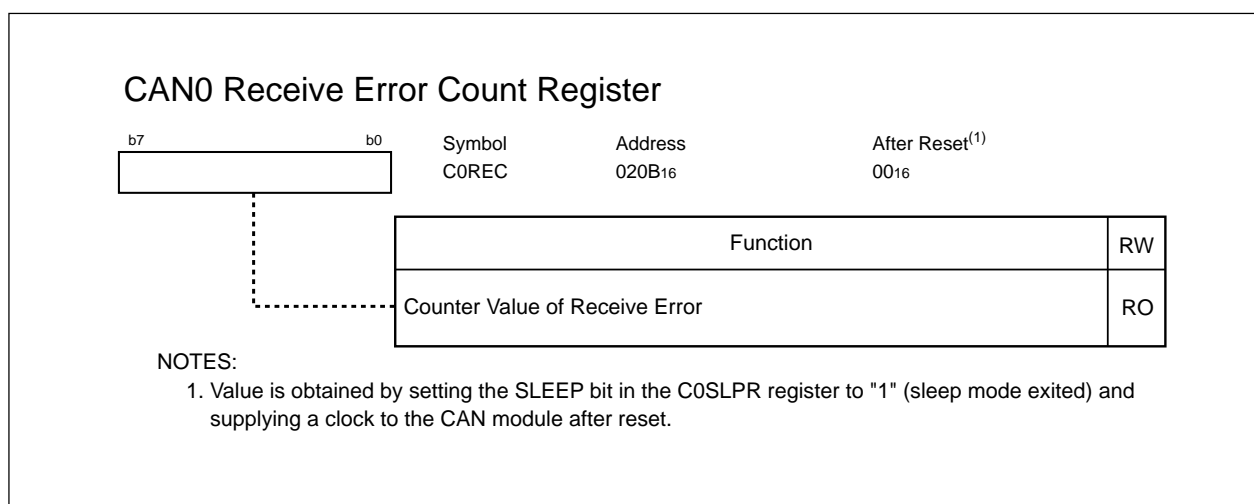 CAN0 Receive Error Count Register
b7 b0 Symbol Address After Reset(1)
C0REC 020B16 0016
Function RW
Counter Value of Receive Error RO
NOTES:
1. Value is obtained by setting the SLEEP bit in the C0SLPR register to "1" (sleep mode exited) and
supplying a clock to the CAN module after reset.